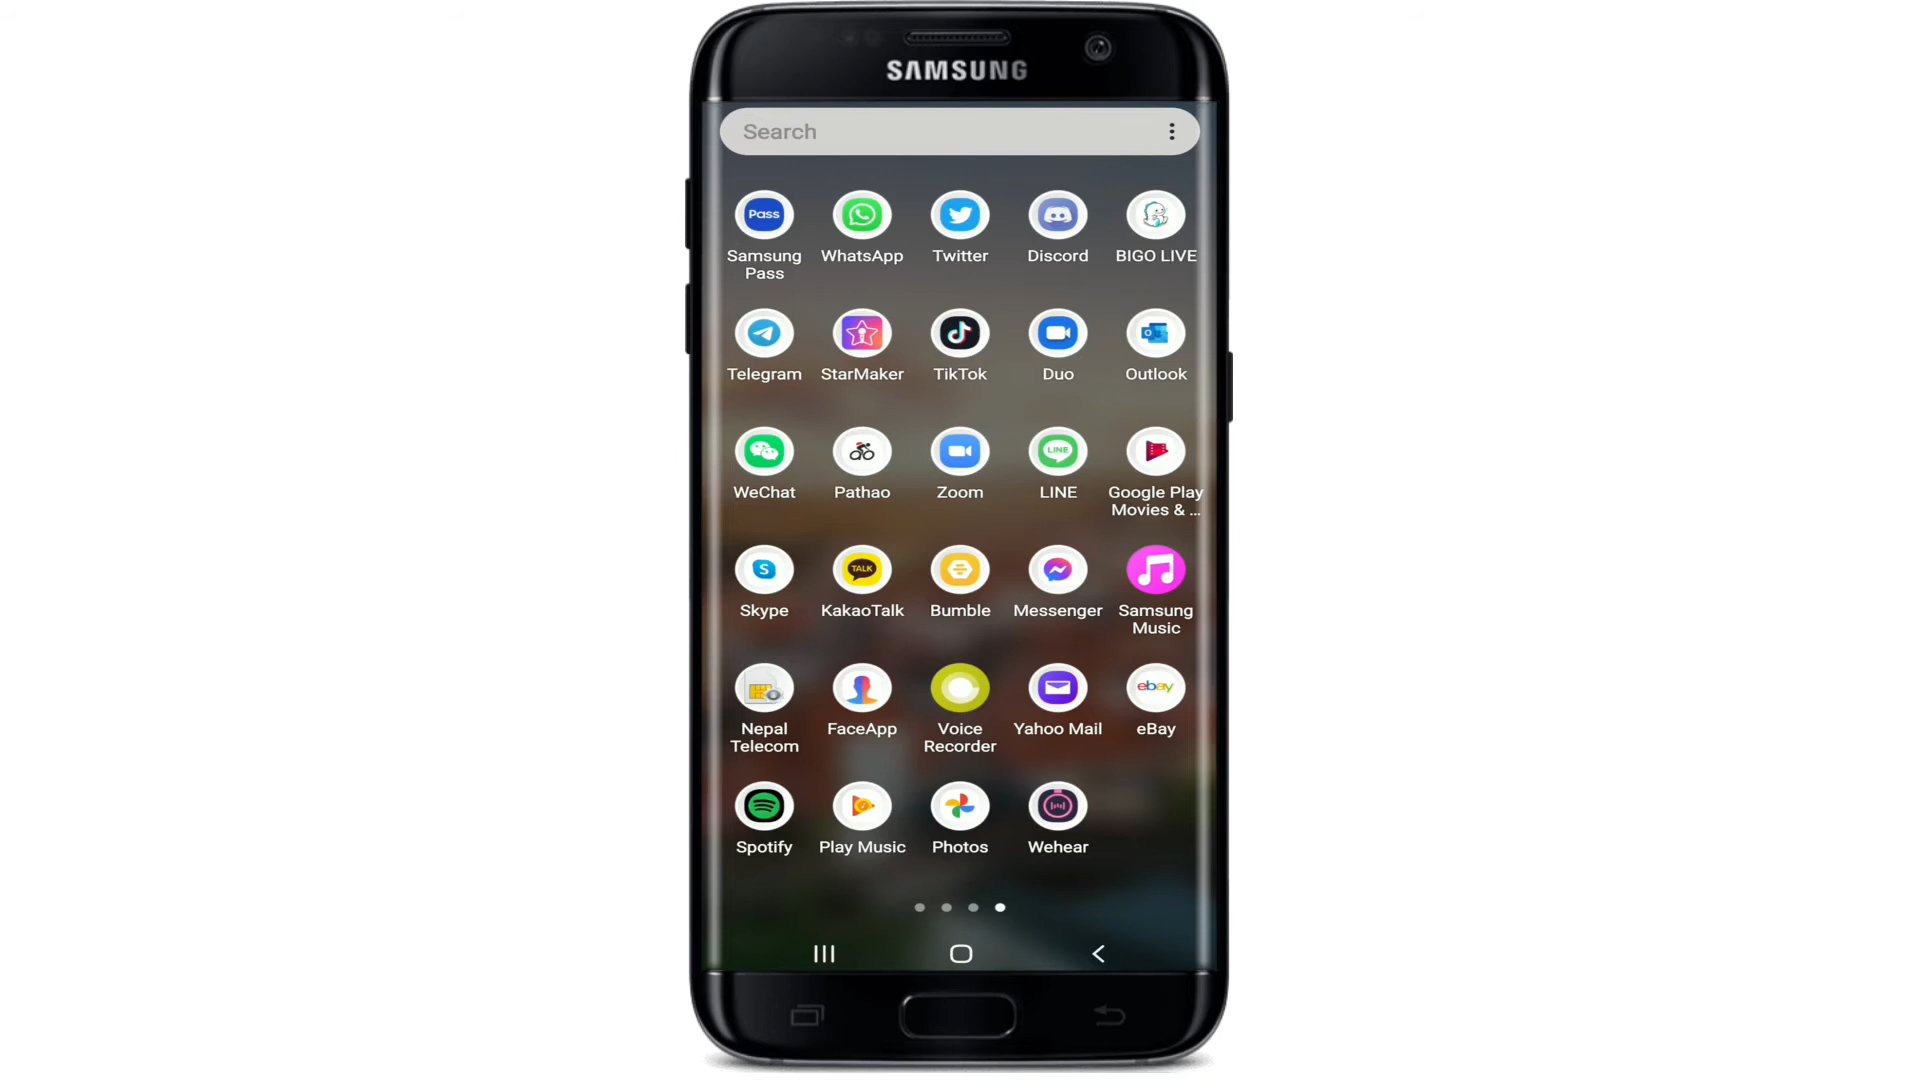 SAMSUNG
Search
Pass
Samsung
Pass
WhatsApp
Twitter
Discord
BIGO LIVE
Telegram
StarMaker
TikTok
Duo
O
Outlook
WeChat
Pathao
Zoom
LINE
LINE
Google Play
Movies & ...
S
Skype
TALK
KakaoTalk
Bumble
Messenger
Samsung
Music
Nepal
Telecom
FaceApp
Voice
Recorder
Yahoo Mail
ebay
eBay
Spotify
Play Music
Photos
Wehear